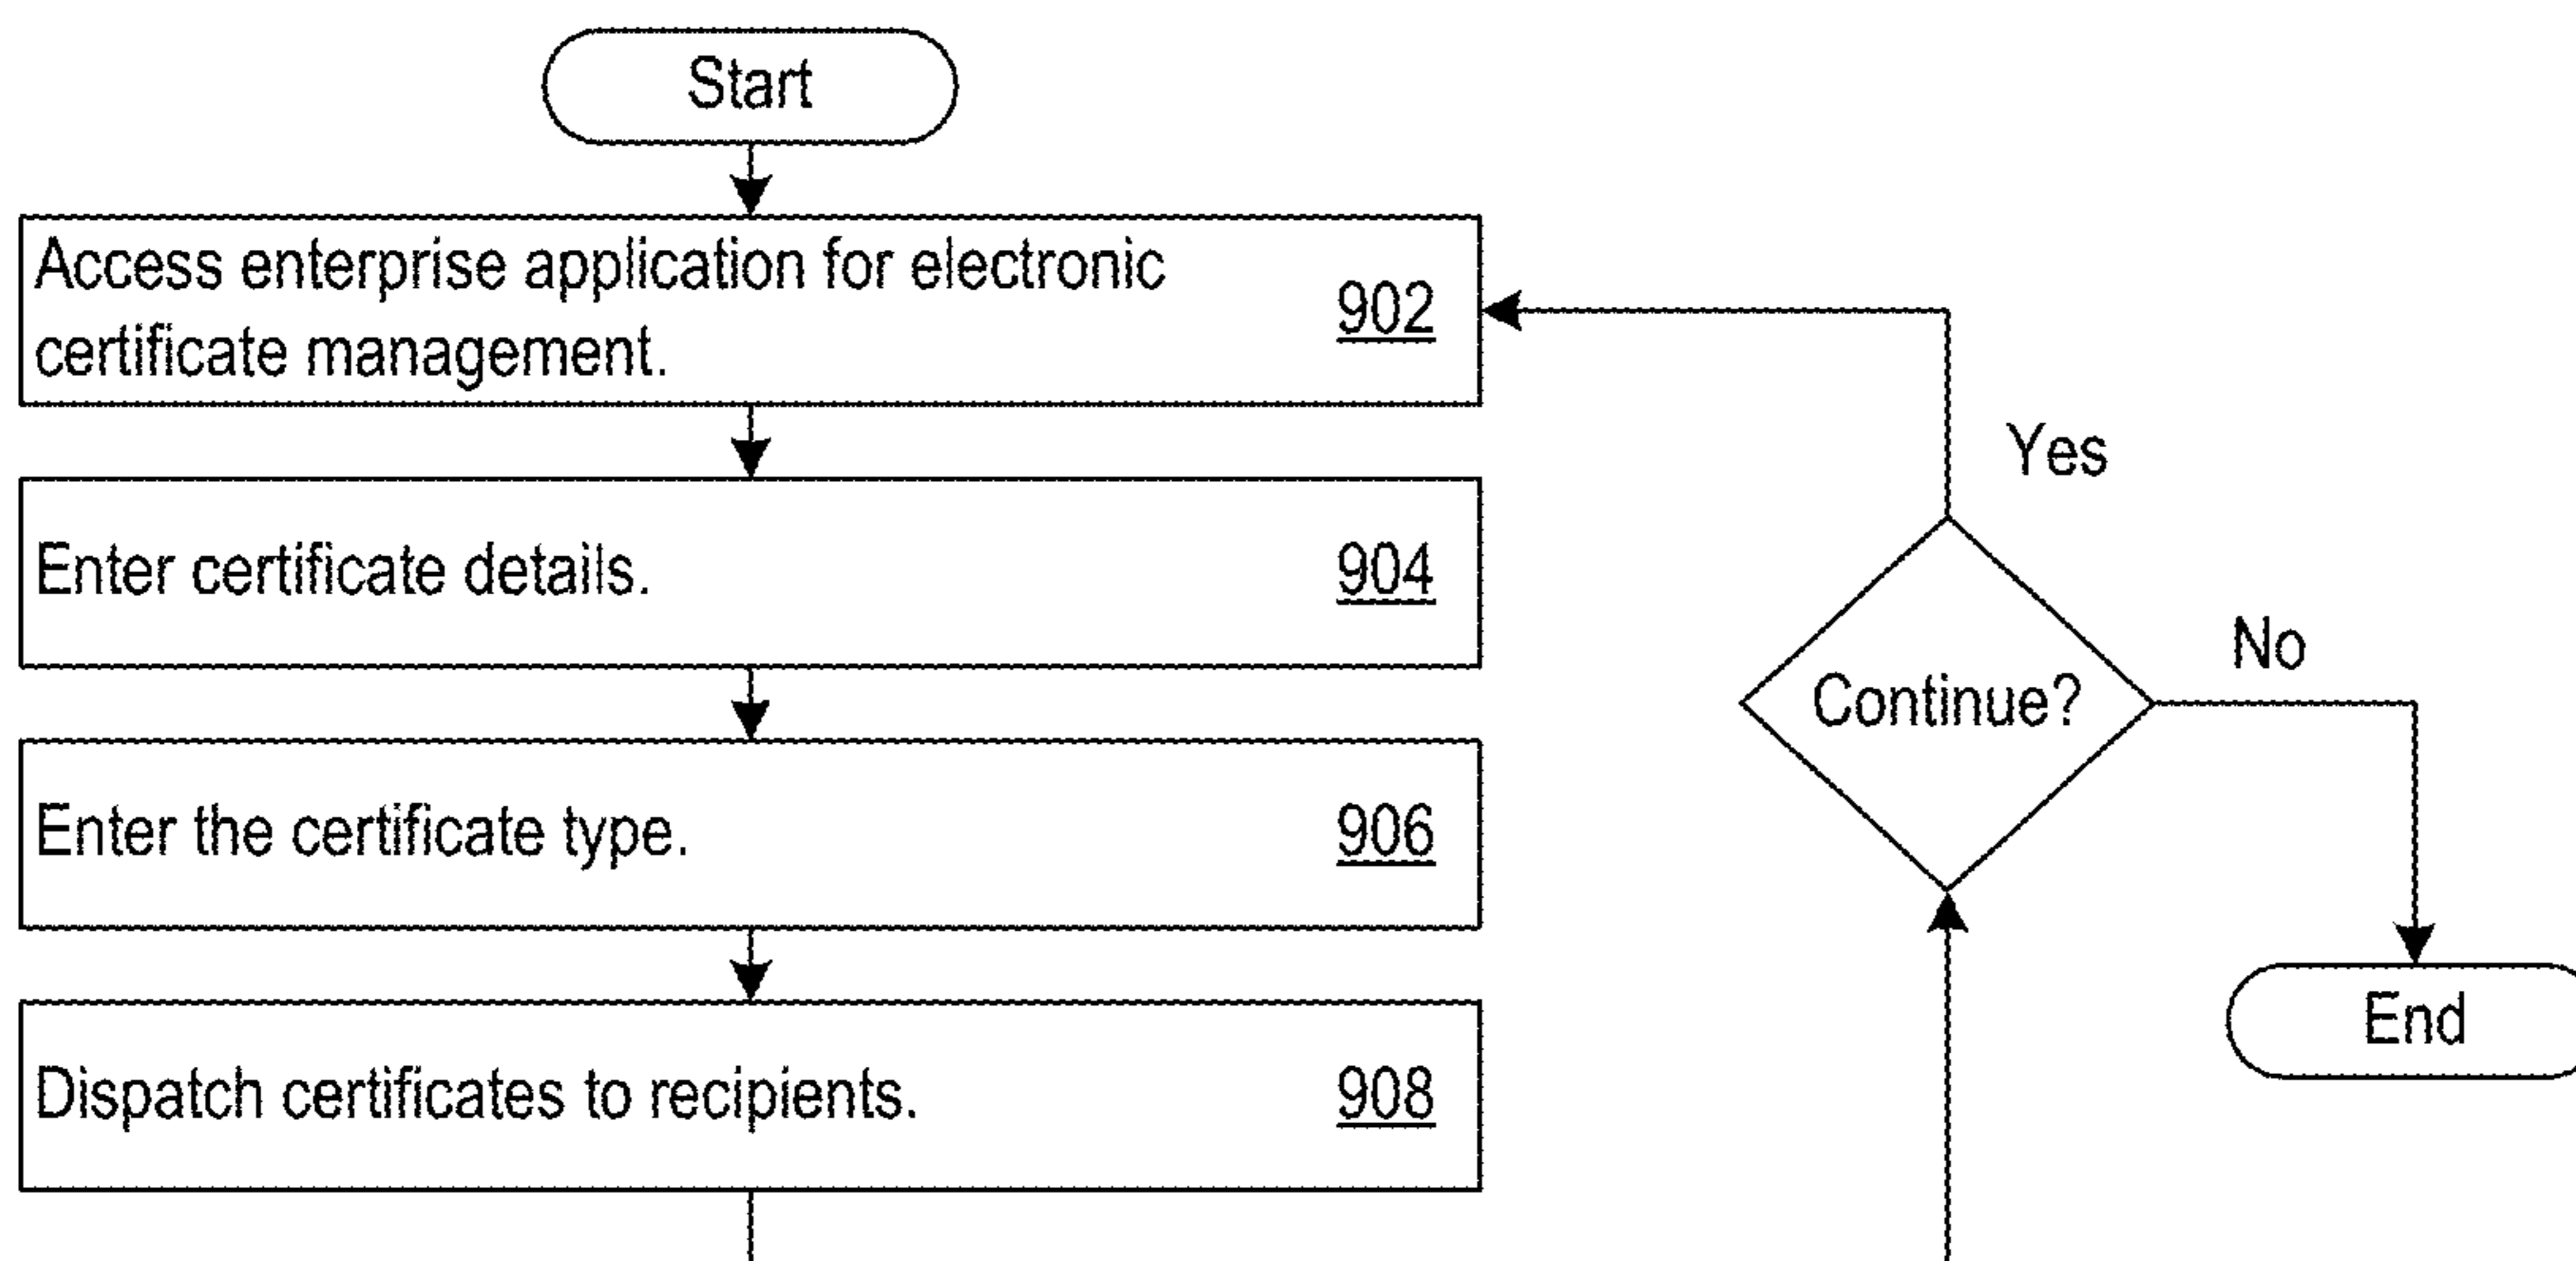 Start
Access enterprise application for electronic
certificate management.
902
Enter certificate details.
904
Enter the certificate type.
906
Dispatch certificates to recipients.
908
Yes
Continue?
No
End